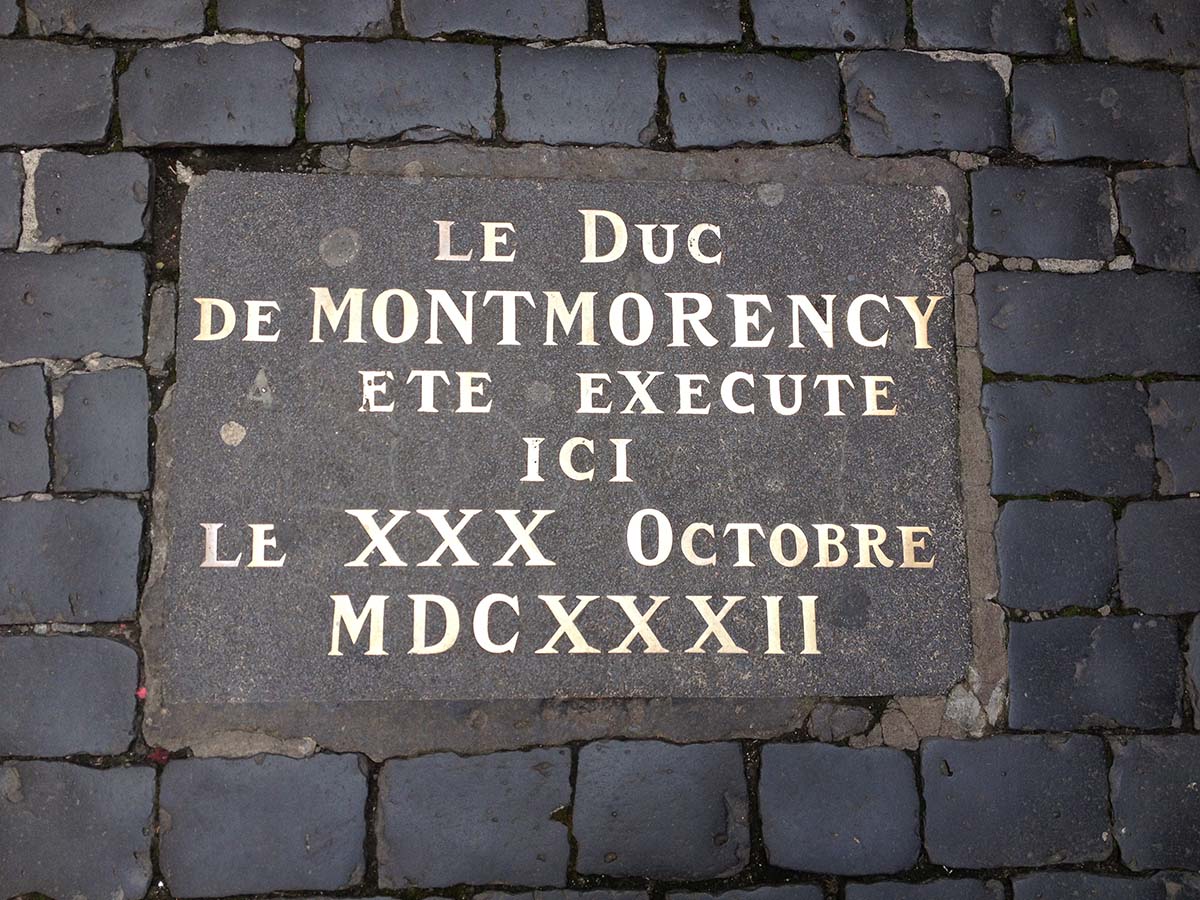 LE DUC
DE MONTMORENCY
ETE EXECUTE
ICI
LE XXX OCTOBRE
MDCXXXII